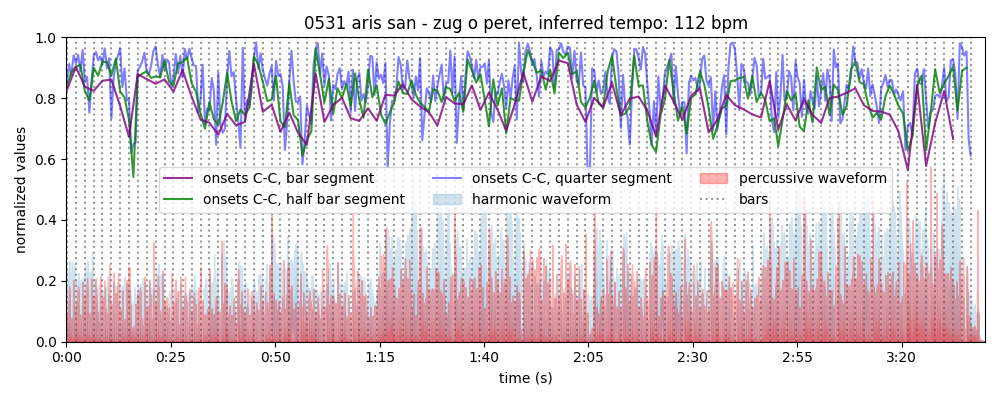 0531 aris san - zug o peret, inferred tempo: 112 bpm
1.0
0.8
0.6
0.4
0.2
0.0
normalized values
onsets C-C, bar segment
onsets C-C, half bar segment
onsets C-C, quarter segment
harmonic waveform
percussive waveform
bars
0:00 0:25 0:50 1:15 1:40 2:05 2:30 2:55 3:20
time (s)